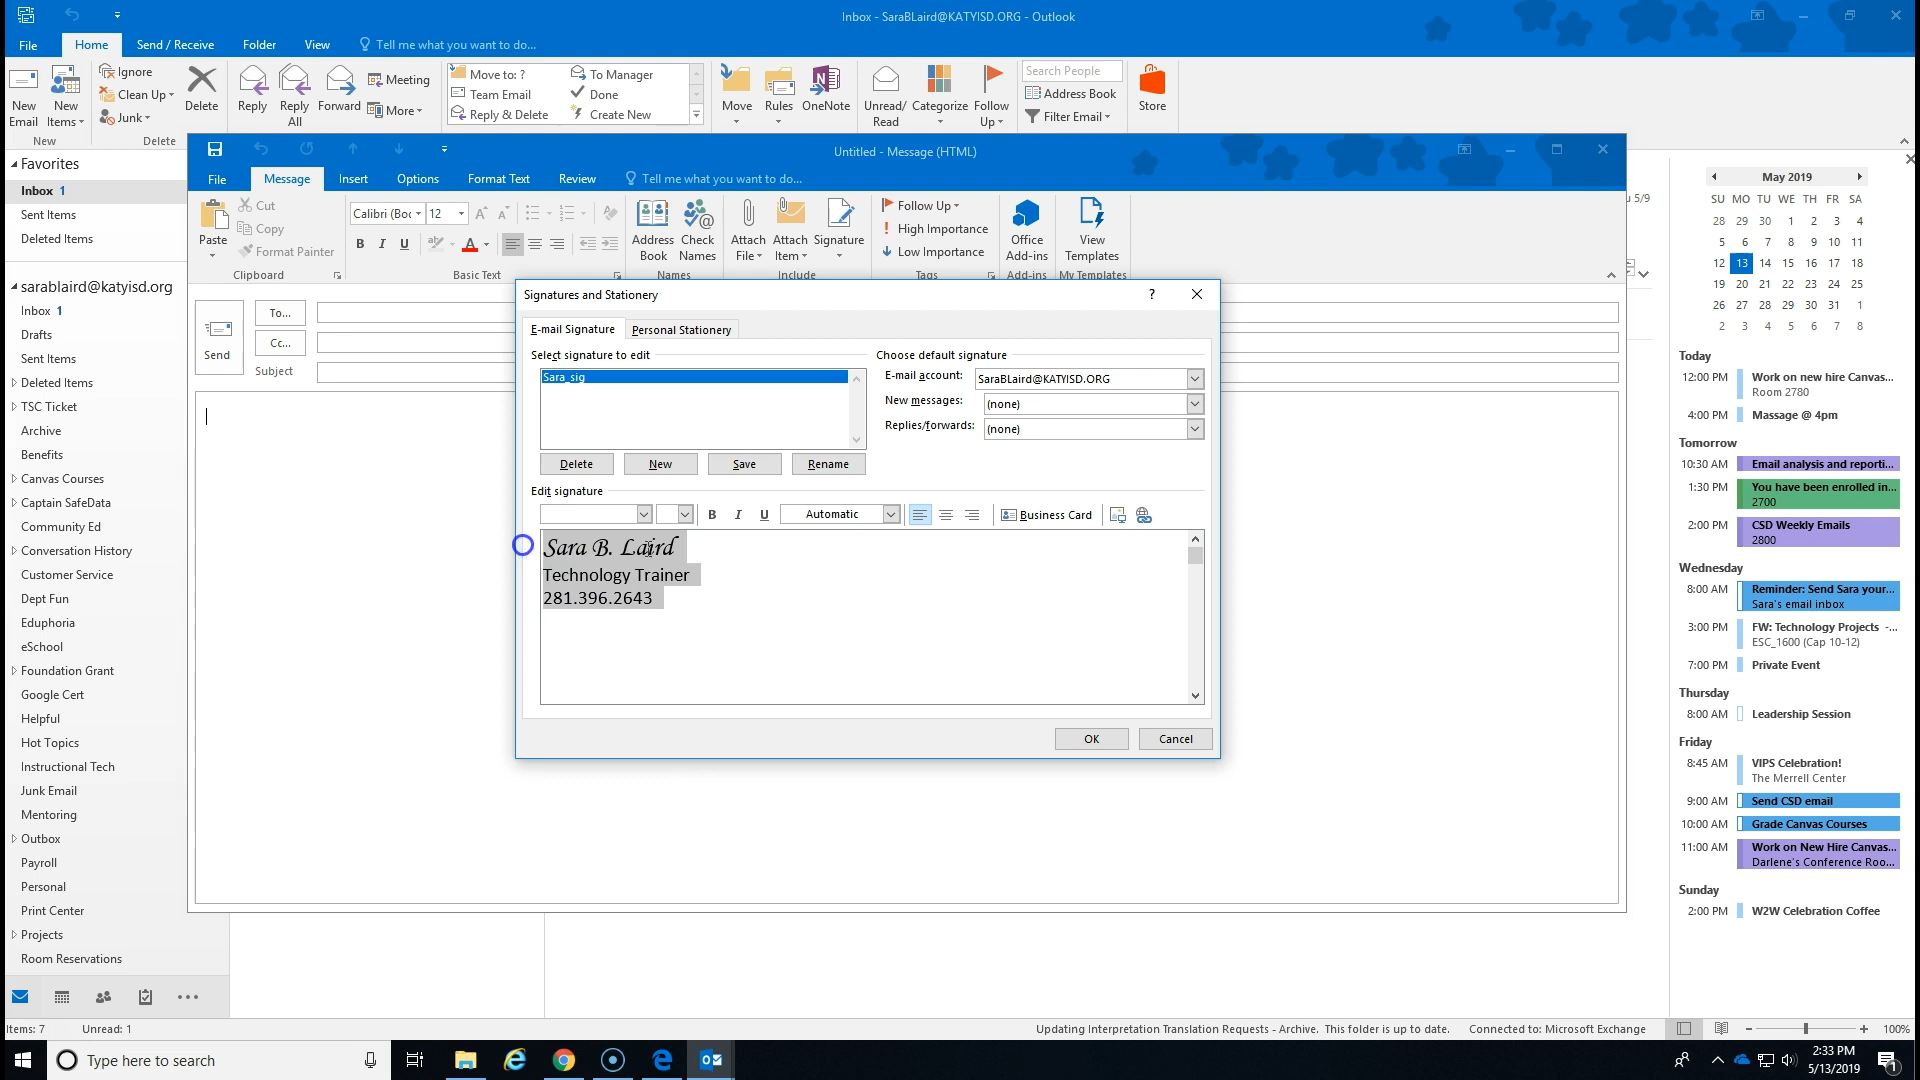 Inbox - SaraBLaird@KATYISD.ORG - Outlook
File Home Send / Receive Folder View Tell me what you want to do...
New Email
New Items
Ignore
Clean Up
Junk
Delete
Reply
Reply All
Forward
Meeting
More
Move to: ?
Team Email
Reply & Delete
To Manager
Done
Create New
Move
Rules
OneNote
Unread/ Read
Categorize
Follow Up
Search People
Address Book
Filter Email
Store
New
Delete
Favorites
Inbox 1
Sent Items
Deleted Items
sarablaird@katyisd.org
Inbox 1
Drafts
Sent Items
Deleted Items
TSC Ticket
Archive
Benefits
Canvas Courses
Captain SafeData
Community Ed
Conversation History
Customer Service
Dept Fun
Eduphoria
eSchool
Foundation Grant
Google Cert
Helpful
Hot Topics
Instructional Tech
Junk Email
Mentoring
Outbox
Payroll
Personal
Print Center
Projects
Room Reservations
Untitled - Message (HTML)
File Message Insert Options Format Text Review Tell me what you want to do...
Paste
Cut
Copy
Format Painter
Clipboard
Calibri (Boc 12
B I U
Basic Text
Address Book
Check Names
Names
Attach File
Attach Item
Signature
Include
Follow Up
High Importance
Low Importance
Tags
Office Add-ins
Add-ins
View Templates
My Templates
Send
To...
Cc...
Subject
Signatures and Stationery
E-mail Signature Personal Stationery
Select signature to edit
Sara_sig
Delete New Save Rename
Choose default signature
E-mail account: SaraBLaird@KATYISD.ORG
New messages: (none)
Replies/forwards: (none)
Edit signature
B I U Automatic Business Card
Sara B. Laird
Technology Trainer
281.396.2643
OK Cancel
5/9
May 2019
SU MO TU WE TH FR SA
28 29 30 1 2 3 4
5 6 7 8 9 10 11
12 13 14 15 16 17 18
19 20 21 22 23 24 25
26 27 28 29 30 31 1
2 3 4 5 6 7 8
Today
12:00 PM Work on new hire Canvas...
Room 2780
4:00 PM Massage @ 4pm
Tomorrow
10:30 AM Email analysis and reporti...
1:30 PM You have been enrolled in...
2700
2:00 PM CSD Weekly Emails
2800
Wednesday
8:00 AM Reminder: Send Sara your...
Sara's email inbox
3:00 PM FW: Technology Projects -...
ESC_1600 (Cap 10-12)
7:00 PM Private Event
Thursday
8:00 AM Leadership Session
Friday
8:45 AM VIPS Celebration!
The Merrell Center
9:00 AM Send CSD email
10:00 AM Grade Canvas Courses
11:00 AM Work on New Hire Canvas...
Darlene's Conference Roo...
Sunday
2:00 PM W2W Celebration Coffee
Items: 7 Unread: 1
Updating Interpretation Translation Requests - Archive. This folder is up to date. Connected to: Microsoft Exchange 100%
Type here to search
2:33 PM
5/13/2019
1